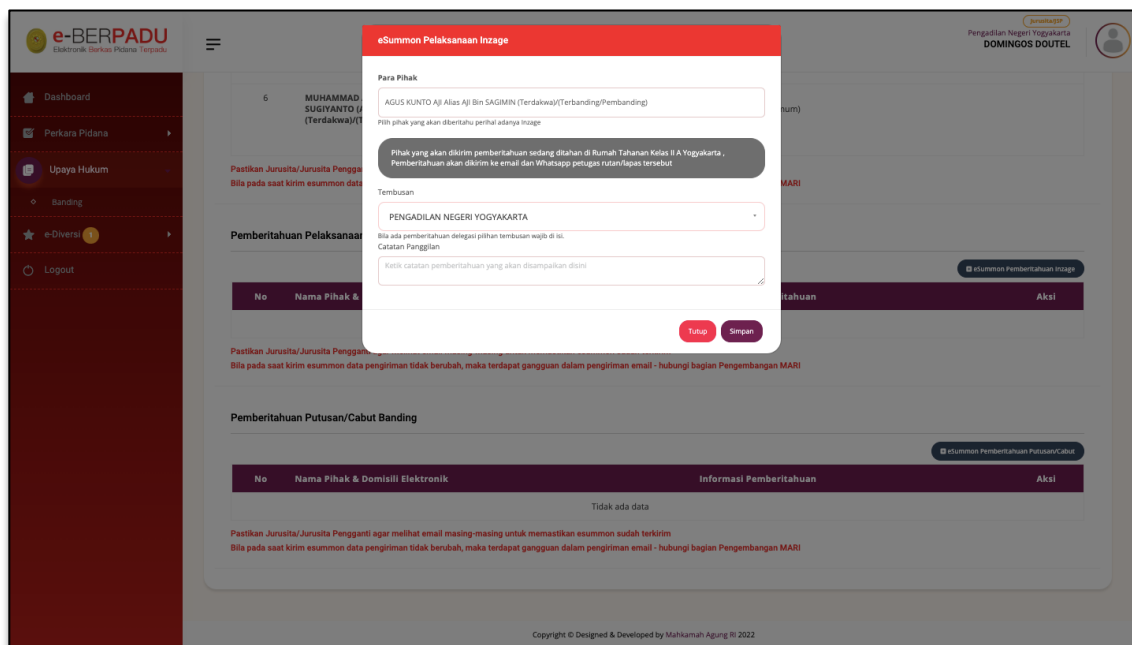 e-BERPADU
Elektronik Berkas Pidana Terpadu
Jurusita/JSP
Pengadilan Negeri Yogyakarta
DOMINGOS DOUTEL
Dashboard
Perkara Pidana
Upaya Hukum
Banding
e-Diversi 1
Logout
eSummon Pelaksanaan Inzage
Para Pihak
AGUS KUNTO AJI Alias AJI Bin SAGIMIN (Terdakwa)/(Terbanding/Pembanding)
Pilih pihak yang akan diberitahu perihal adanya Inzage
Pihak yang akan dikirim pemberitahuan sedang ditahan di Rumah Tahanan Kelas II A Yogyakarta ,
Pemberitahuan akan dikirim ke email dan Whatsapp petugas rutan/lapas tersebut
Tembusan
PENGADILAN NEGERI YOGYAKARTA
Bila ada pemberitahuan delegasi pilihan tembusan wajib di isi.
Catatan Panggilan
Ketik catatan pemberitahuan yang akan disampaikan disini
Tutup Simpan
6 MUHAMMAD
SUGIYANTO
(Terdakwa)/(T
num)
Pastikan Jurusita/Jurusita Pengga
Bila pada saat kirim esummon data MARI
Pemberitahuan Pelaksanaan
eSummon Pemberitahuan Inzage
No Nama Pihak & itahuan Aksi
Pastikan Jurusita/Jurusita Pengganti
Bila pada saat kirim esummon data pengiriman tidak berubah, maka terdapat gangguan dalam pengiriman email - hubungi bagian Pengembangan MARI
Pemberitahuan Putusan/Cabut Banding
eSummon Pemberitahuan Putusan/Cabut
No Nama Pihak & Domisili Elektronik Informasi Pemberitahuan Aksi
Tidak ada data
Pastikan Jurusita/Jurusita Pengganti agar melihat email masing-masing untuk memastikan esummon sudah terkirim
Bila pada saat kirim esummon data pengiriman tidak berubah, maka terdapat gangguan dalam pengiriman email - hubungi bagian Pengembangan MARI
Copyright © Designed & Developed by Mahkamah Agung RI 2022